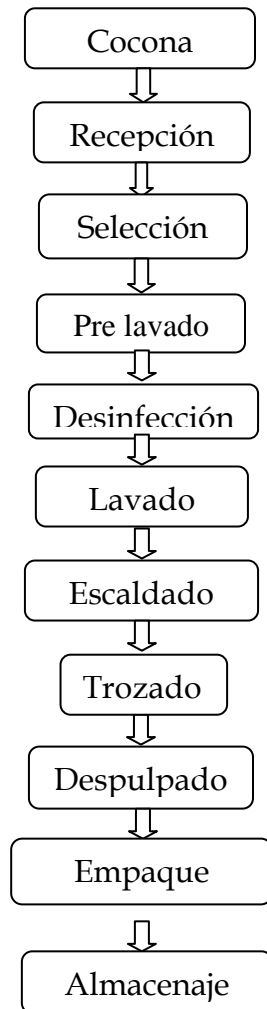 Cocona
Recepción
Selección
Pre lavado
Desinfección
Lavado
Escaldado
Trozado
Despulpado
Empaque
Almacenaje